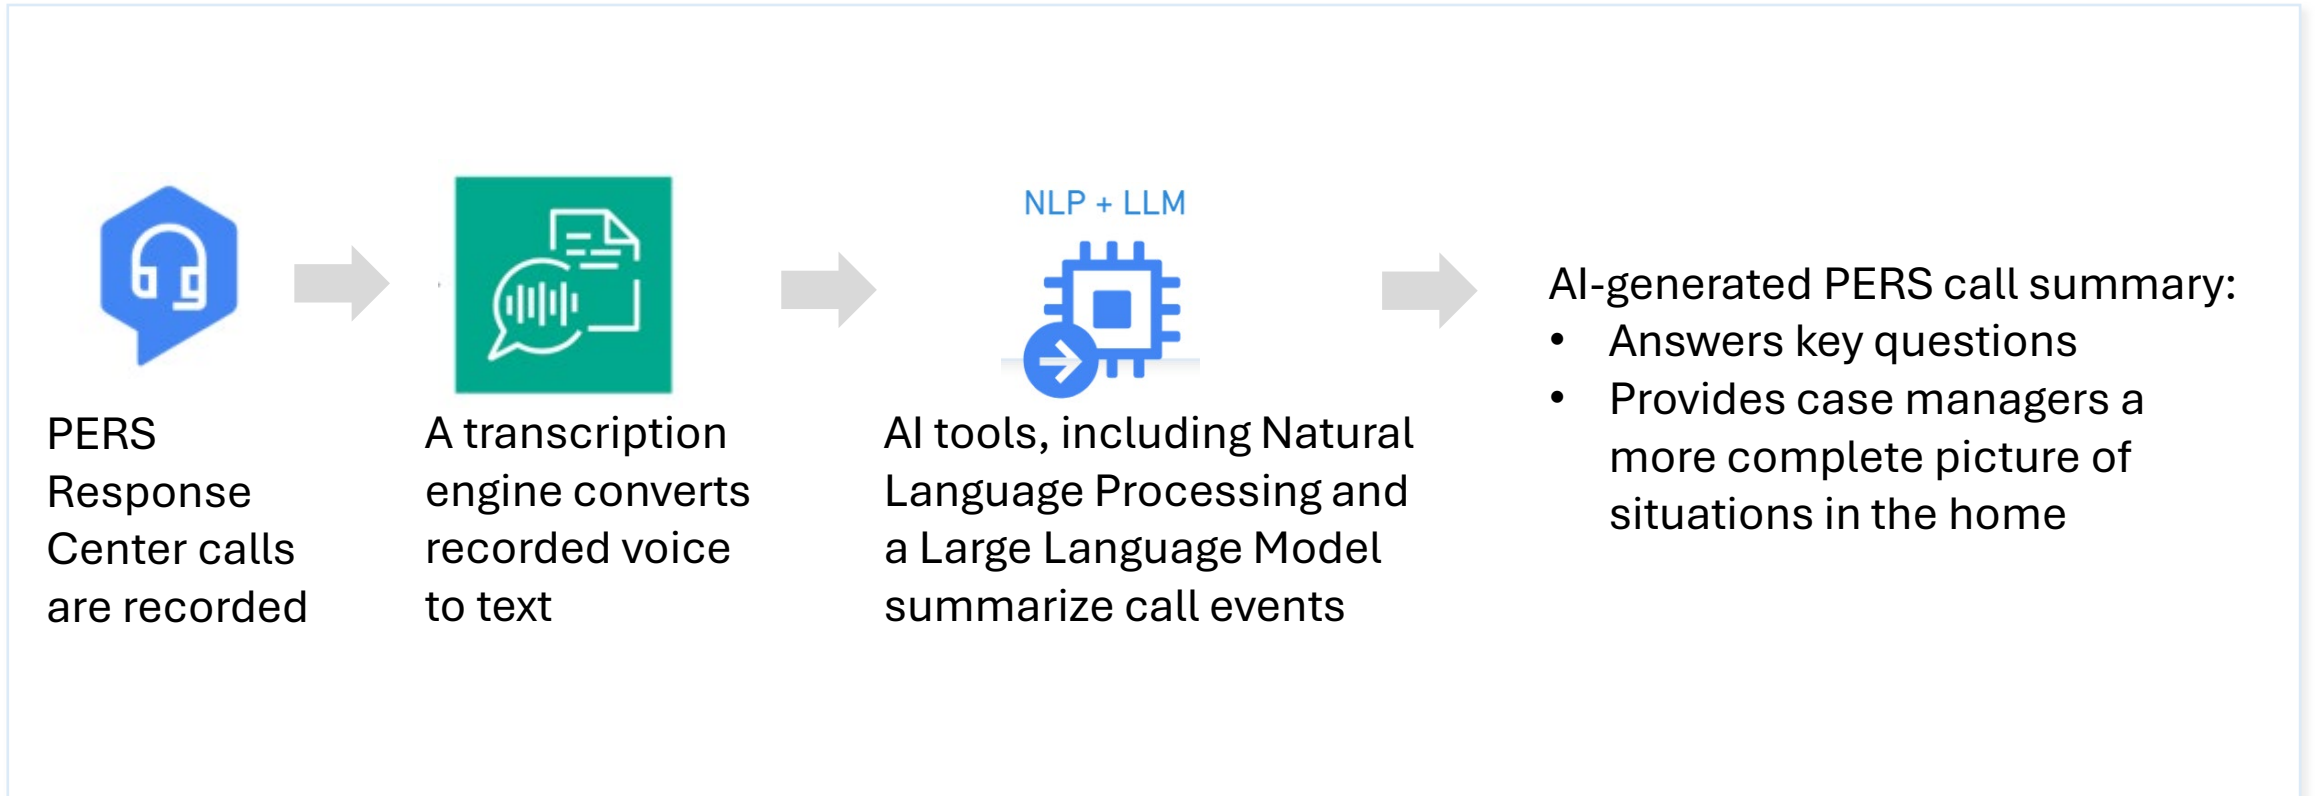 PERS
Response
Center calls
are recorded
A transcription
engine converts
recorded voice
to text
NLP + LLM
AI tools, including Natural
Language Processing and
a Large Language Model
summarize call events
AI-generated PERS call summary:
• Answers key questions
• Provides case managers a
more complete picture of
situations in the home